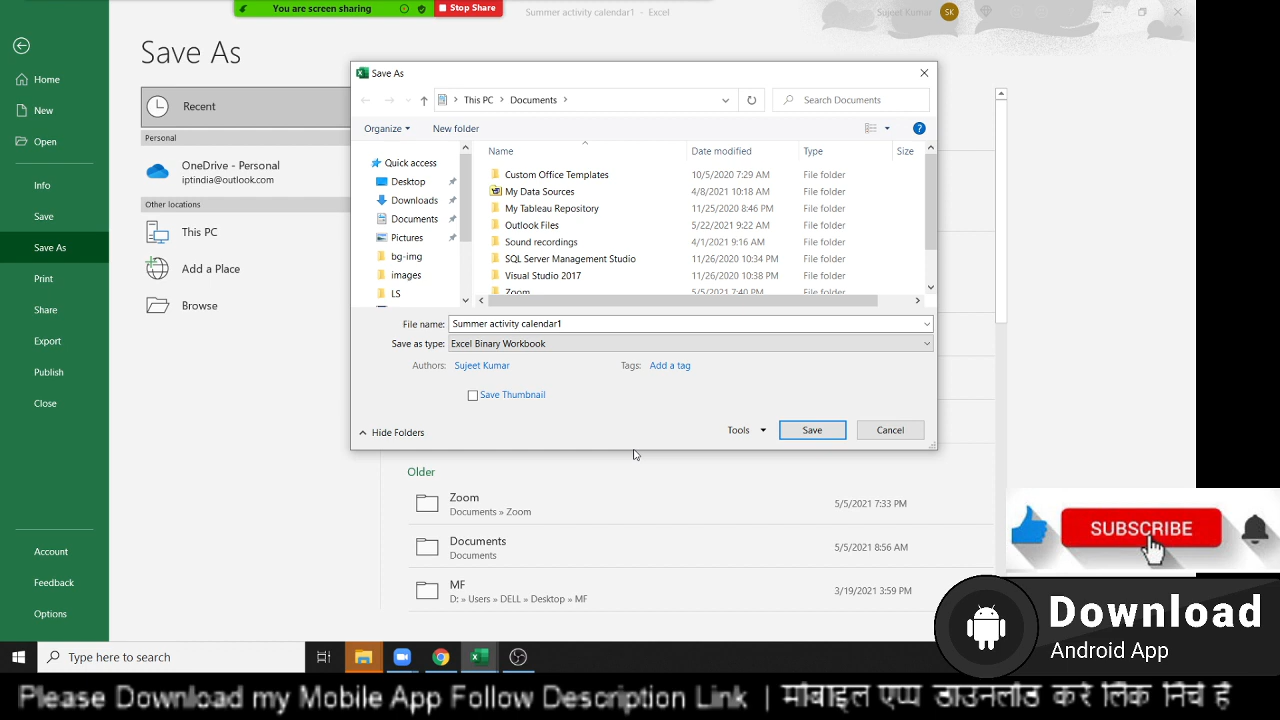 You are screen sharing
Stop Share
Summer activity calendar1 - Excel
Sujeet Kumar
SK
Save As
Home
New
Open
Info
Save
Save As
Print
Share
Export
Publish
Close
Account
Feedback
Options
Recent
Personal
OneDrive - Personal
iptindia@outlook.com
Other locations
This PC
Add a Place
Browse
Save As
This PC > Documents >
Search Documents
Organize
New folder
Quick access
Desktop
Downloads
Documents
Pictures
bg-img
images
LS
Name Date modified Type Size
Custom Office Templates 10/5/2020 7:29 AM File folder
My Data Sources 4/8/2021 10:18 AM File folder
My Tableau Repository 11/25/2020 8:46 PM File folder
Outlook Files 5/22/2021 9:22 AM File folder
Sound recordings 4/1/2021 9:16 AM File folder
SQL Server Management Studio 11/26/2020 10:34 PM File folder
Visual Studio 2017 11/26/2020 10:38 PM File folder
Zoom 5/5/2021 7:40 PM File folder
File name: Summer activity calendar1
Save as type: Excel Binary Workbook
Authors: Sujeet Kumar Tags: Add a tag
Save Thumbnail
Hide Folders
Tools
Save
Cancel
Older
Zoom
Documents » Zoom
5/5/2021 7:33 PM
Documents
Documents
5/5/2021 8:56 AM
MF
D: » Users » DELL » Desktop » MF
3/19/2021 3:59 PM
SUBSCRIBE
Download
Android App
Type here to search
Please Download my Mobile App Follow Description Link | मोबाइल एप्प डाउनलोड करे लिंक निचे है